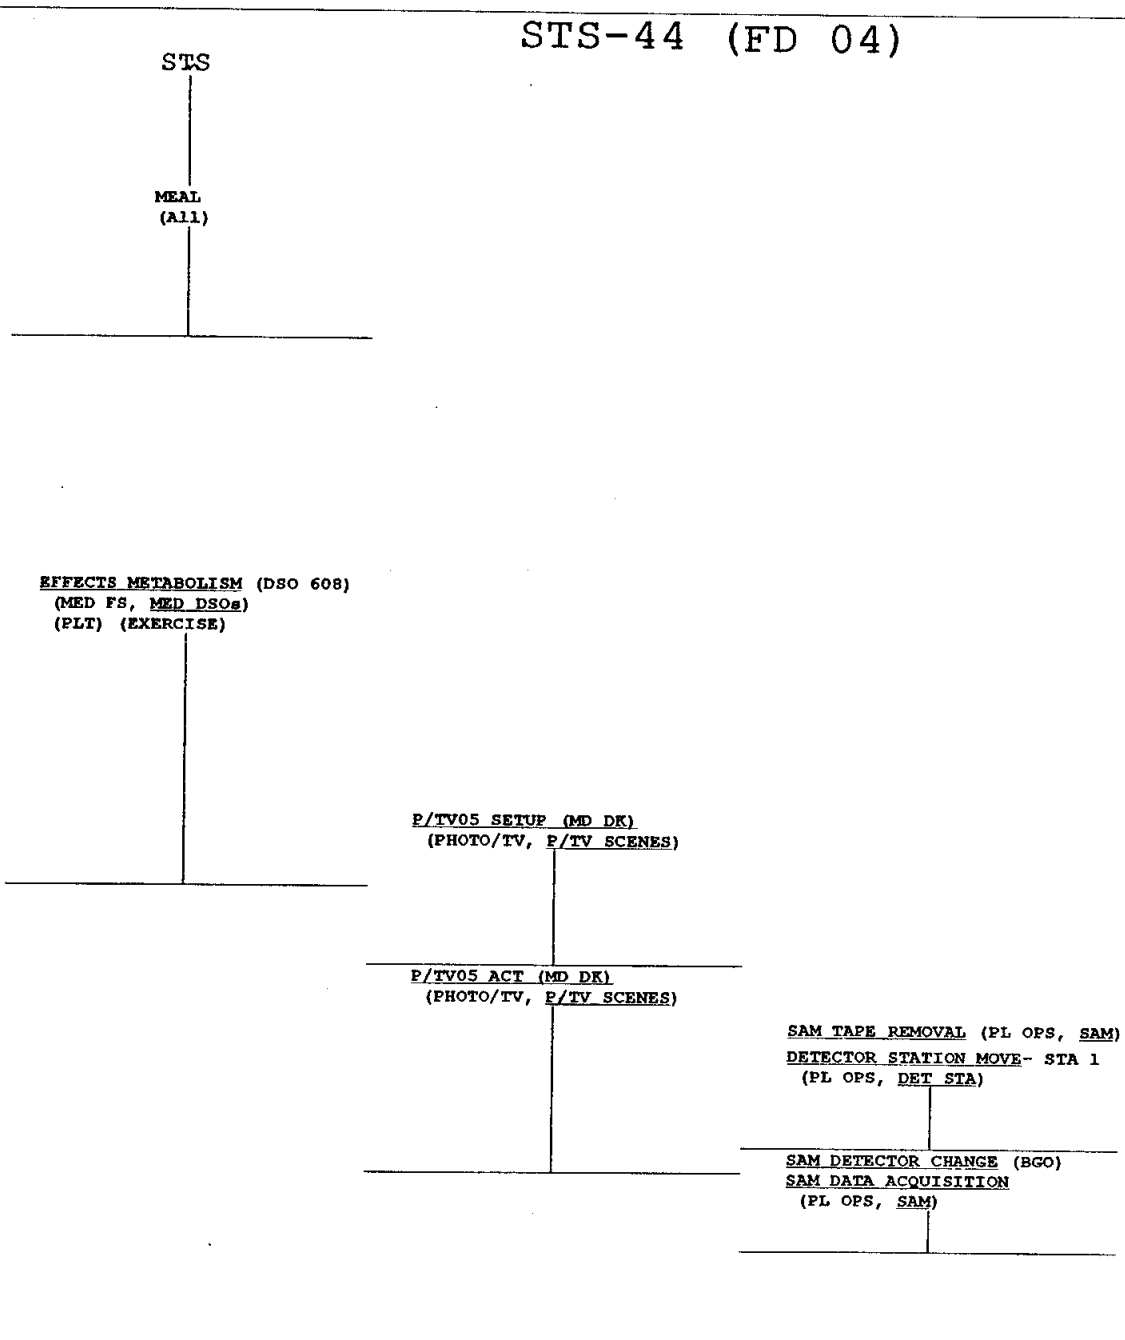 STS-44 (FD 04)
STS
MEAL
(All)
EFFECTS METABOLISM (DSO 608)
(MED FS, MED DSOs)
(PLT) (EXERCISE)
P/TV05 SETUP (MD DK)
(PHOTO/TV, P/TV SCENES)
P/TV05 ACT (MD DK)
(PHOTO/TV, P/TV SCENES)
SAM TAPE REMOVAL (PL OPS, SAM)
DETECTOR STATION MOVE- STA 1
(PL OPS, DET STA)
SAM DETECTOR CHANGE (BGO)
SAM DATA ACQUISITION
(PL OPS, SAM)